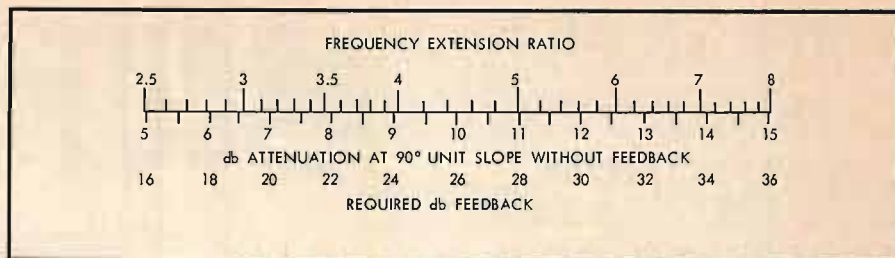 FREQUENCY EXTENSION RATIO
2.5 3 3.5 4 5 6 7 8
5 6 7 8 9 10 11 12 13 14 15
db ATTENUATION AT 90° UNIT SLOPE WITHOUT FEEDBACK
16 18 20 22 24 26 28 30 32 34 36
REQUIRED db FEEDBACK